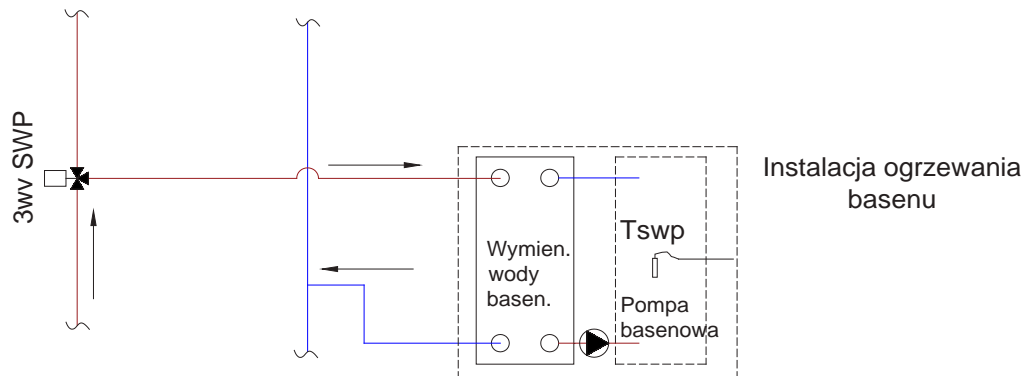 3wv SWP
Wymien.
wody
basen.
Tswp
Pompa
basenowa
Instalacja ogrzewania
basenu